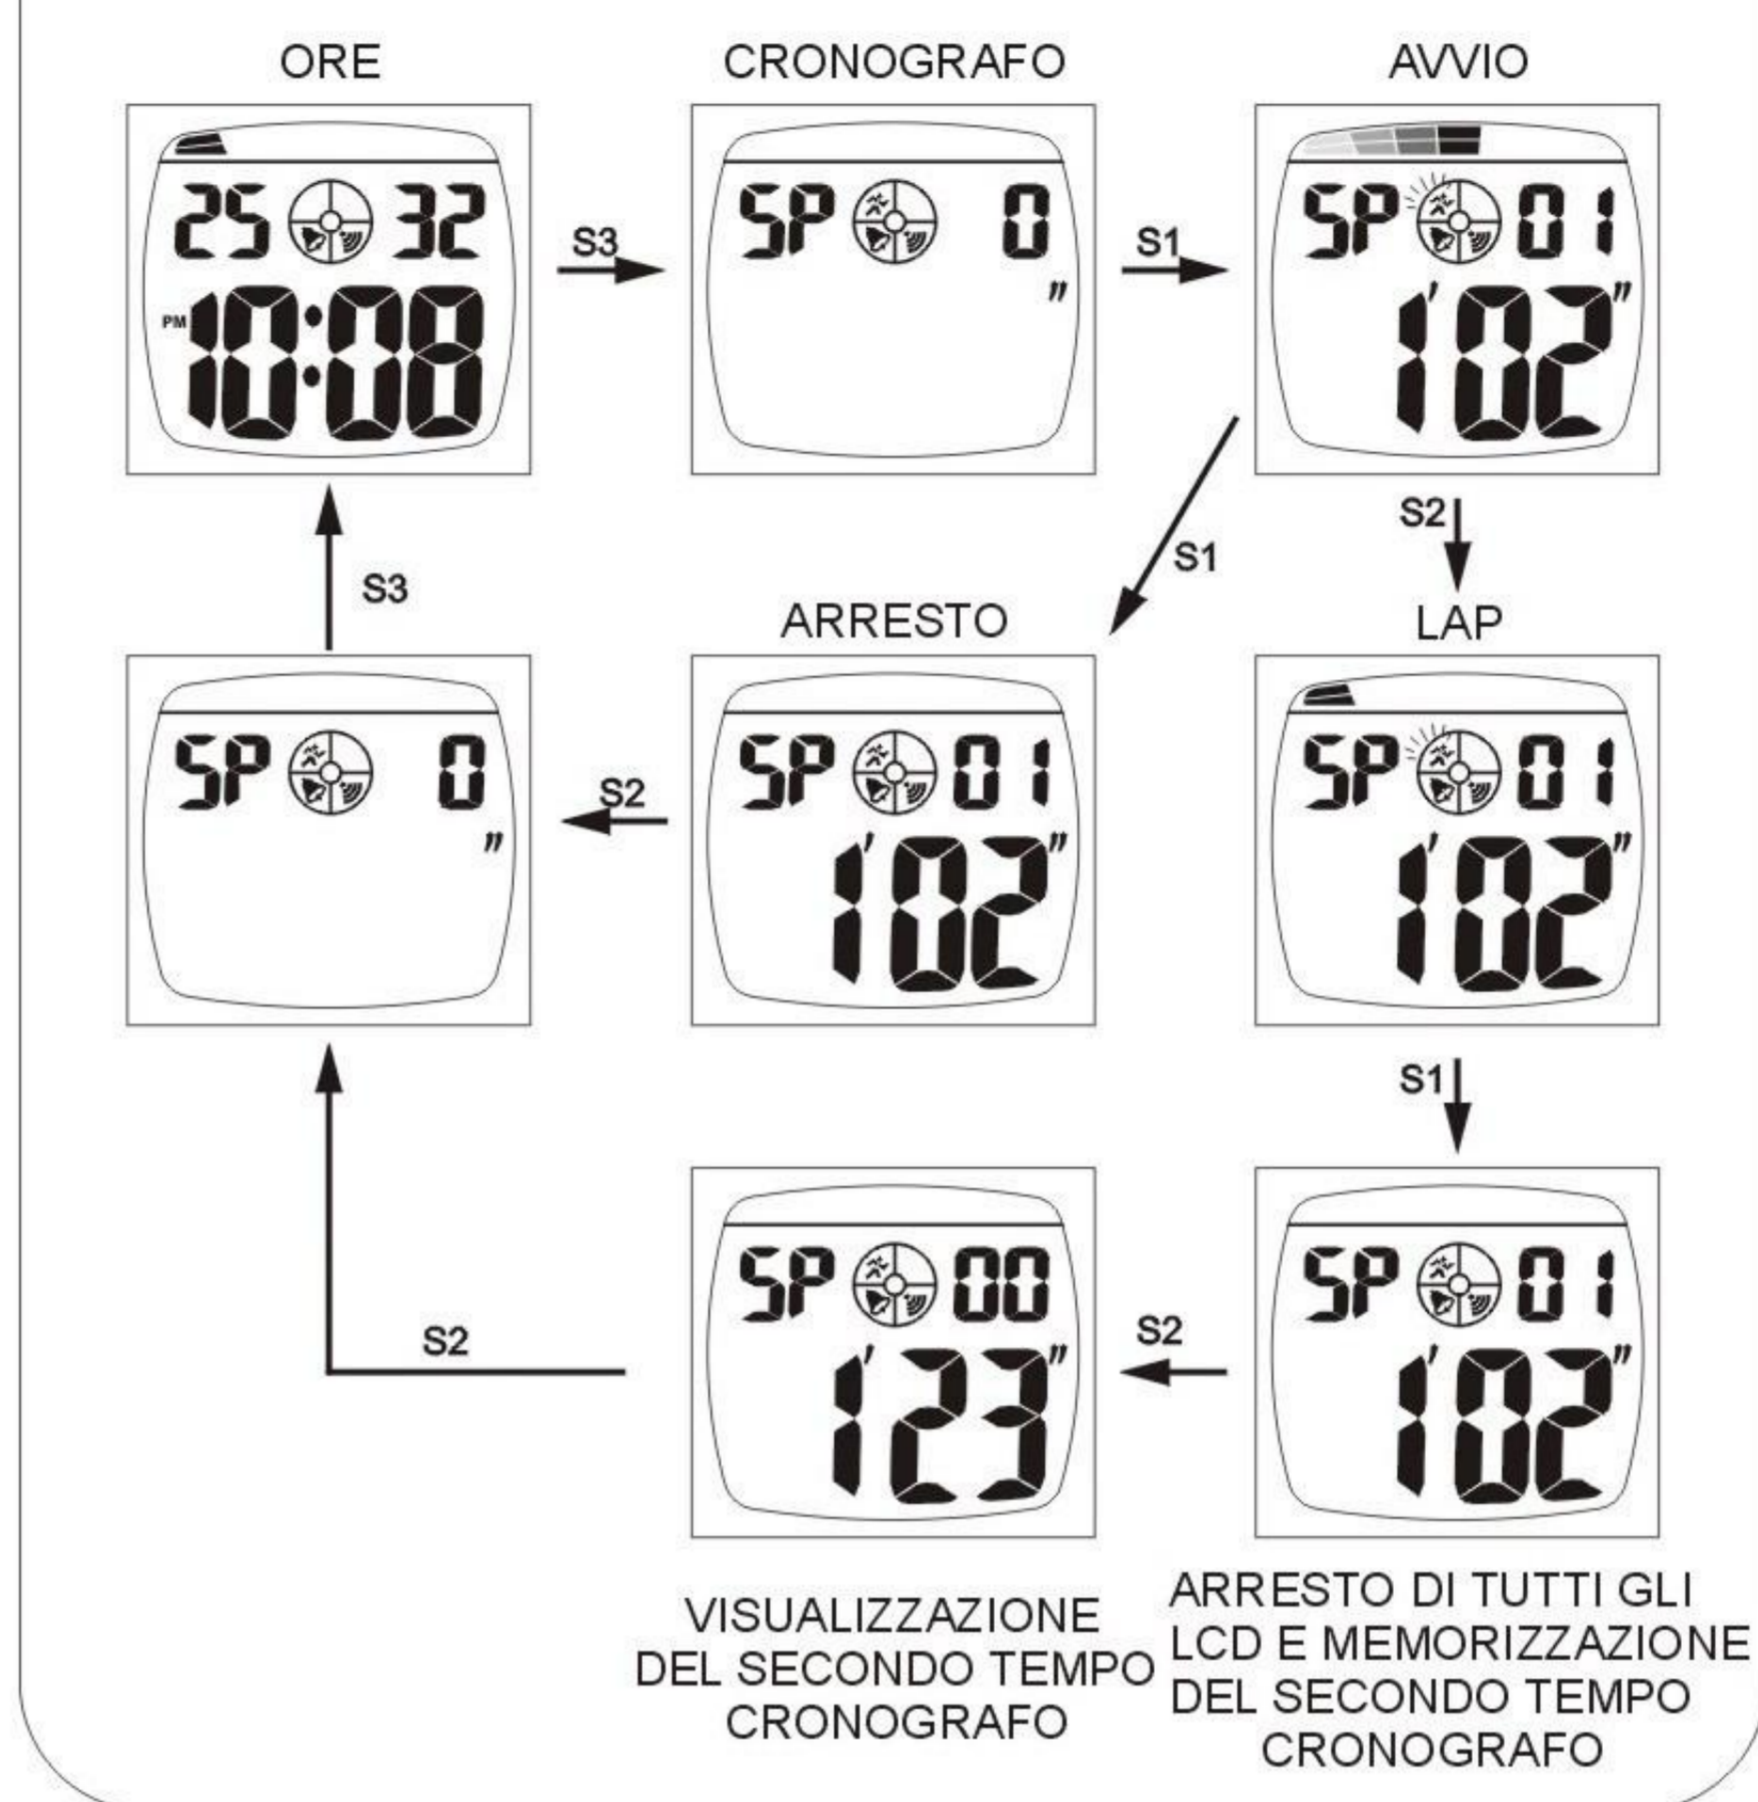 ORE
CRONOGRAFO
AVVIO
25 32
PM 10:08
S3
SP 0
"
S1
SP 01
1'02"
S1
S2
S3
ARRESTO
LAP
SP 0
"
S2
SP 01
1'02"
SP 01
1'02"
S1
S2
SP 00
1'23"
S2
SP 01
1'02"
VISUALIZZAZIONE
DEL SECONDO TEMPO
CRONOGRAFO
ARRESTO DI TUTTI GLI
LCD E MEMORIZZAZIONE
DEL SECONDO TEMPO
CRONOGRAFO